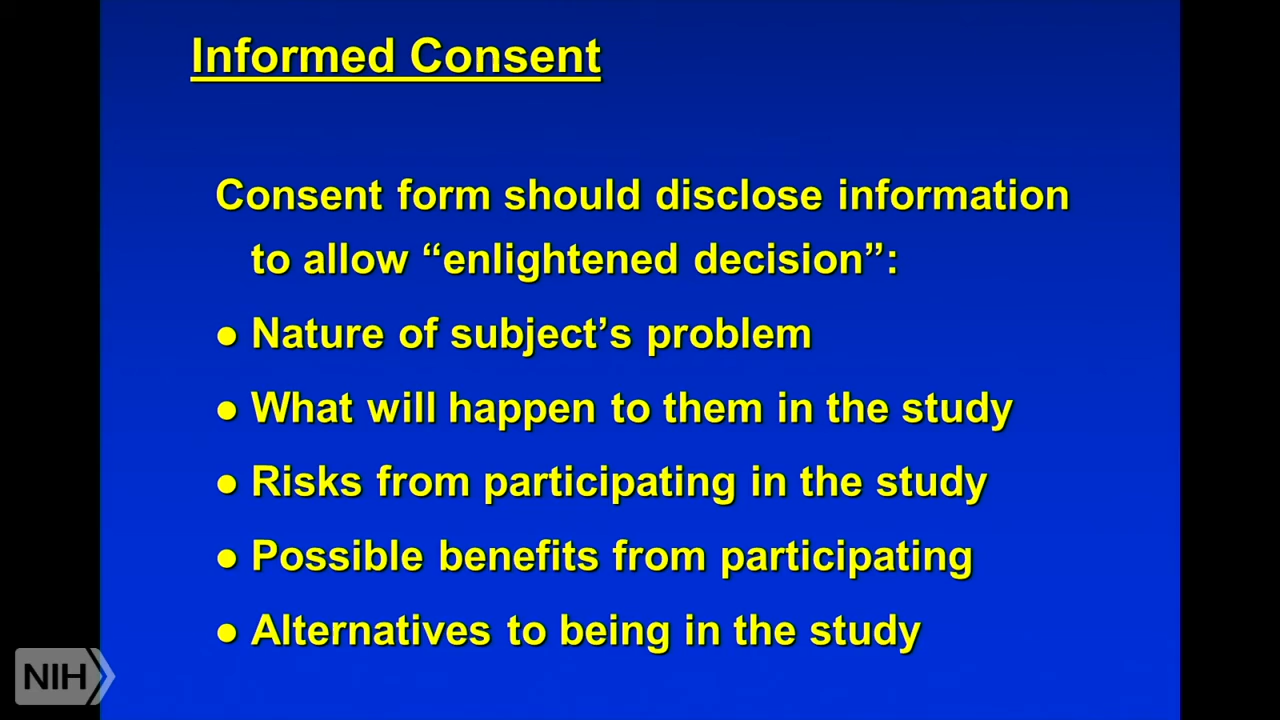 Informed Consent
Consent form should disclose information
to allow “enlightened decision”:
● Nature of subject’s problem
● What will happen to them in the study
● Risks from participating in the study
● Possible benefits from participating
● Alternatives to being in the study
NIH